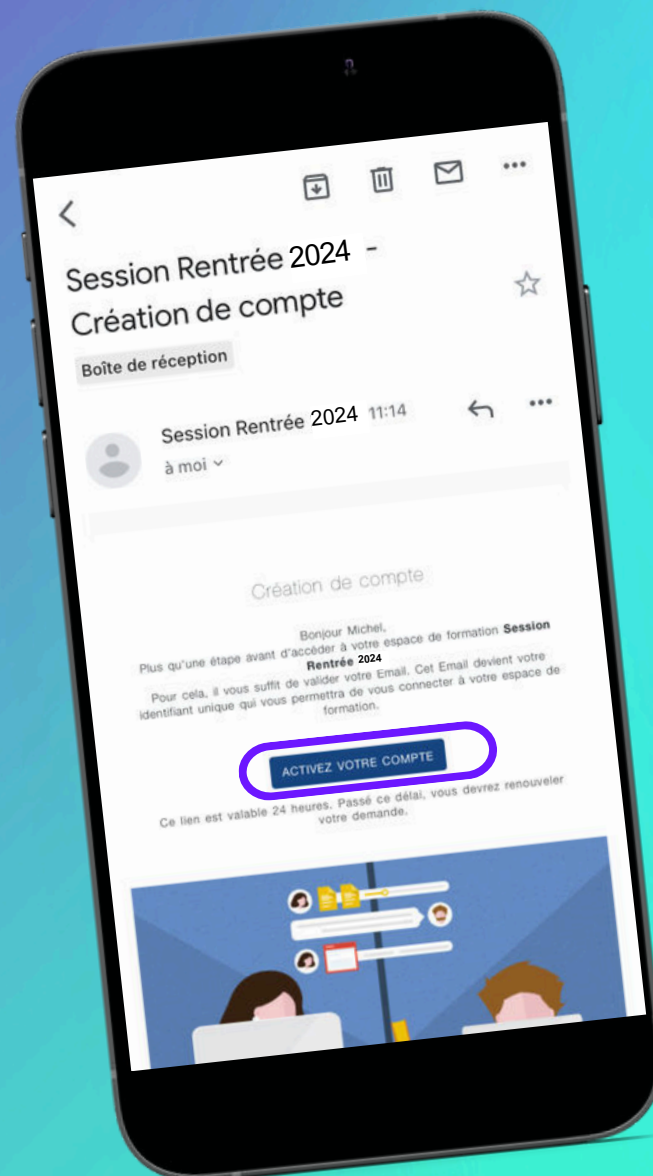 Session Rentrée 2024 -
Création de compte
Boîte de réception
Session Rentrée 2024 11:14
à moi
Création de compte
Bonjour Michel,
Plus qu'une étape avant d'accéder à votre espace de formation Session
Rentrée 2024
Pour cela, il vous suffit de valider votre Email. Cet Email devient votre
identifiant unique qui vous permettra de vous connecter à votre espace de
formation.
ACTIVEZ VOTRE COMPTE
Ce lien est valable 24 heures. Passé ce délai, vous devrez renouveler
votre demande.